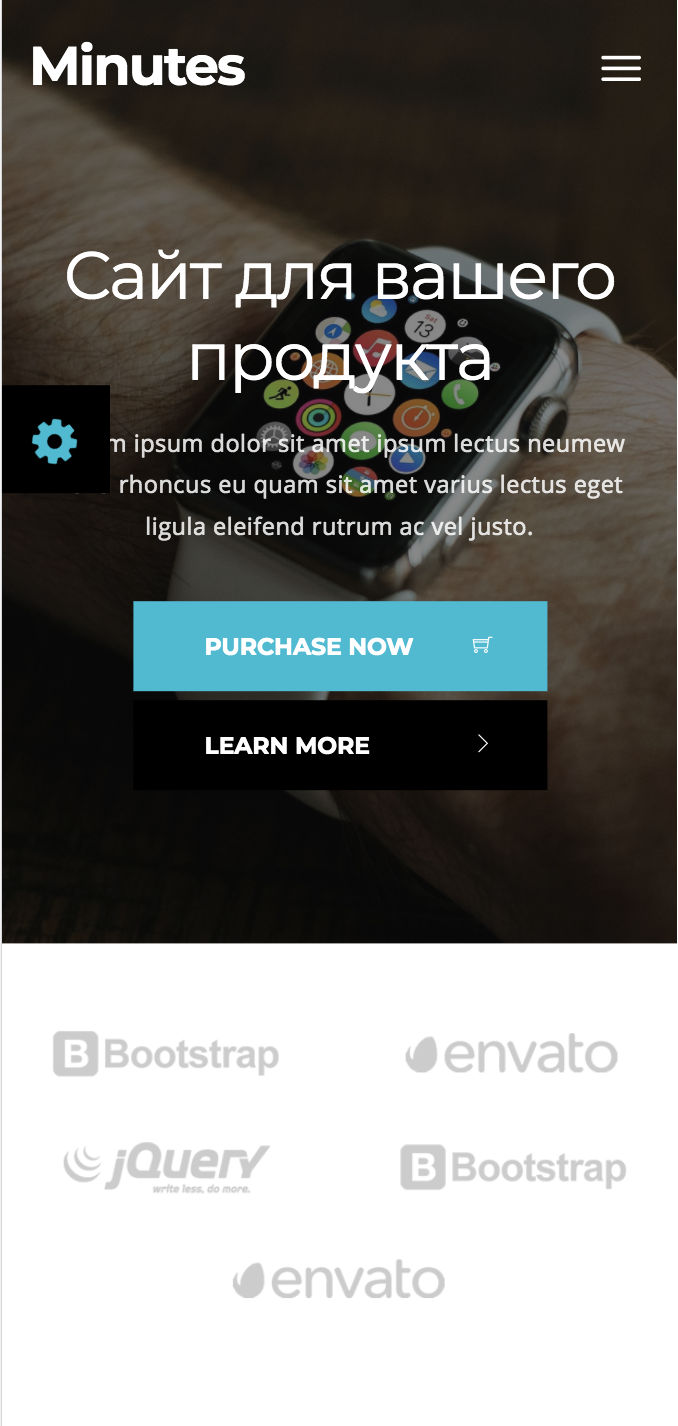 Minutes
Сайт для вашего
продукта
ipsum dolor sit amet ipsum lectus neumew
rhoncus eu quam sit amet varius lectus eget
ligula eleifend rutrum ac vel justo.
PURCHASE NOW
LEARN MORE
B Bootstrap
envato
jQuery
write less, do more.
B Bootstrap
envato